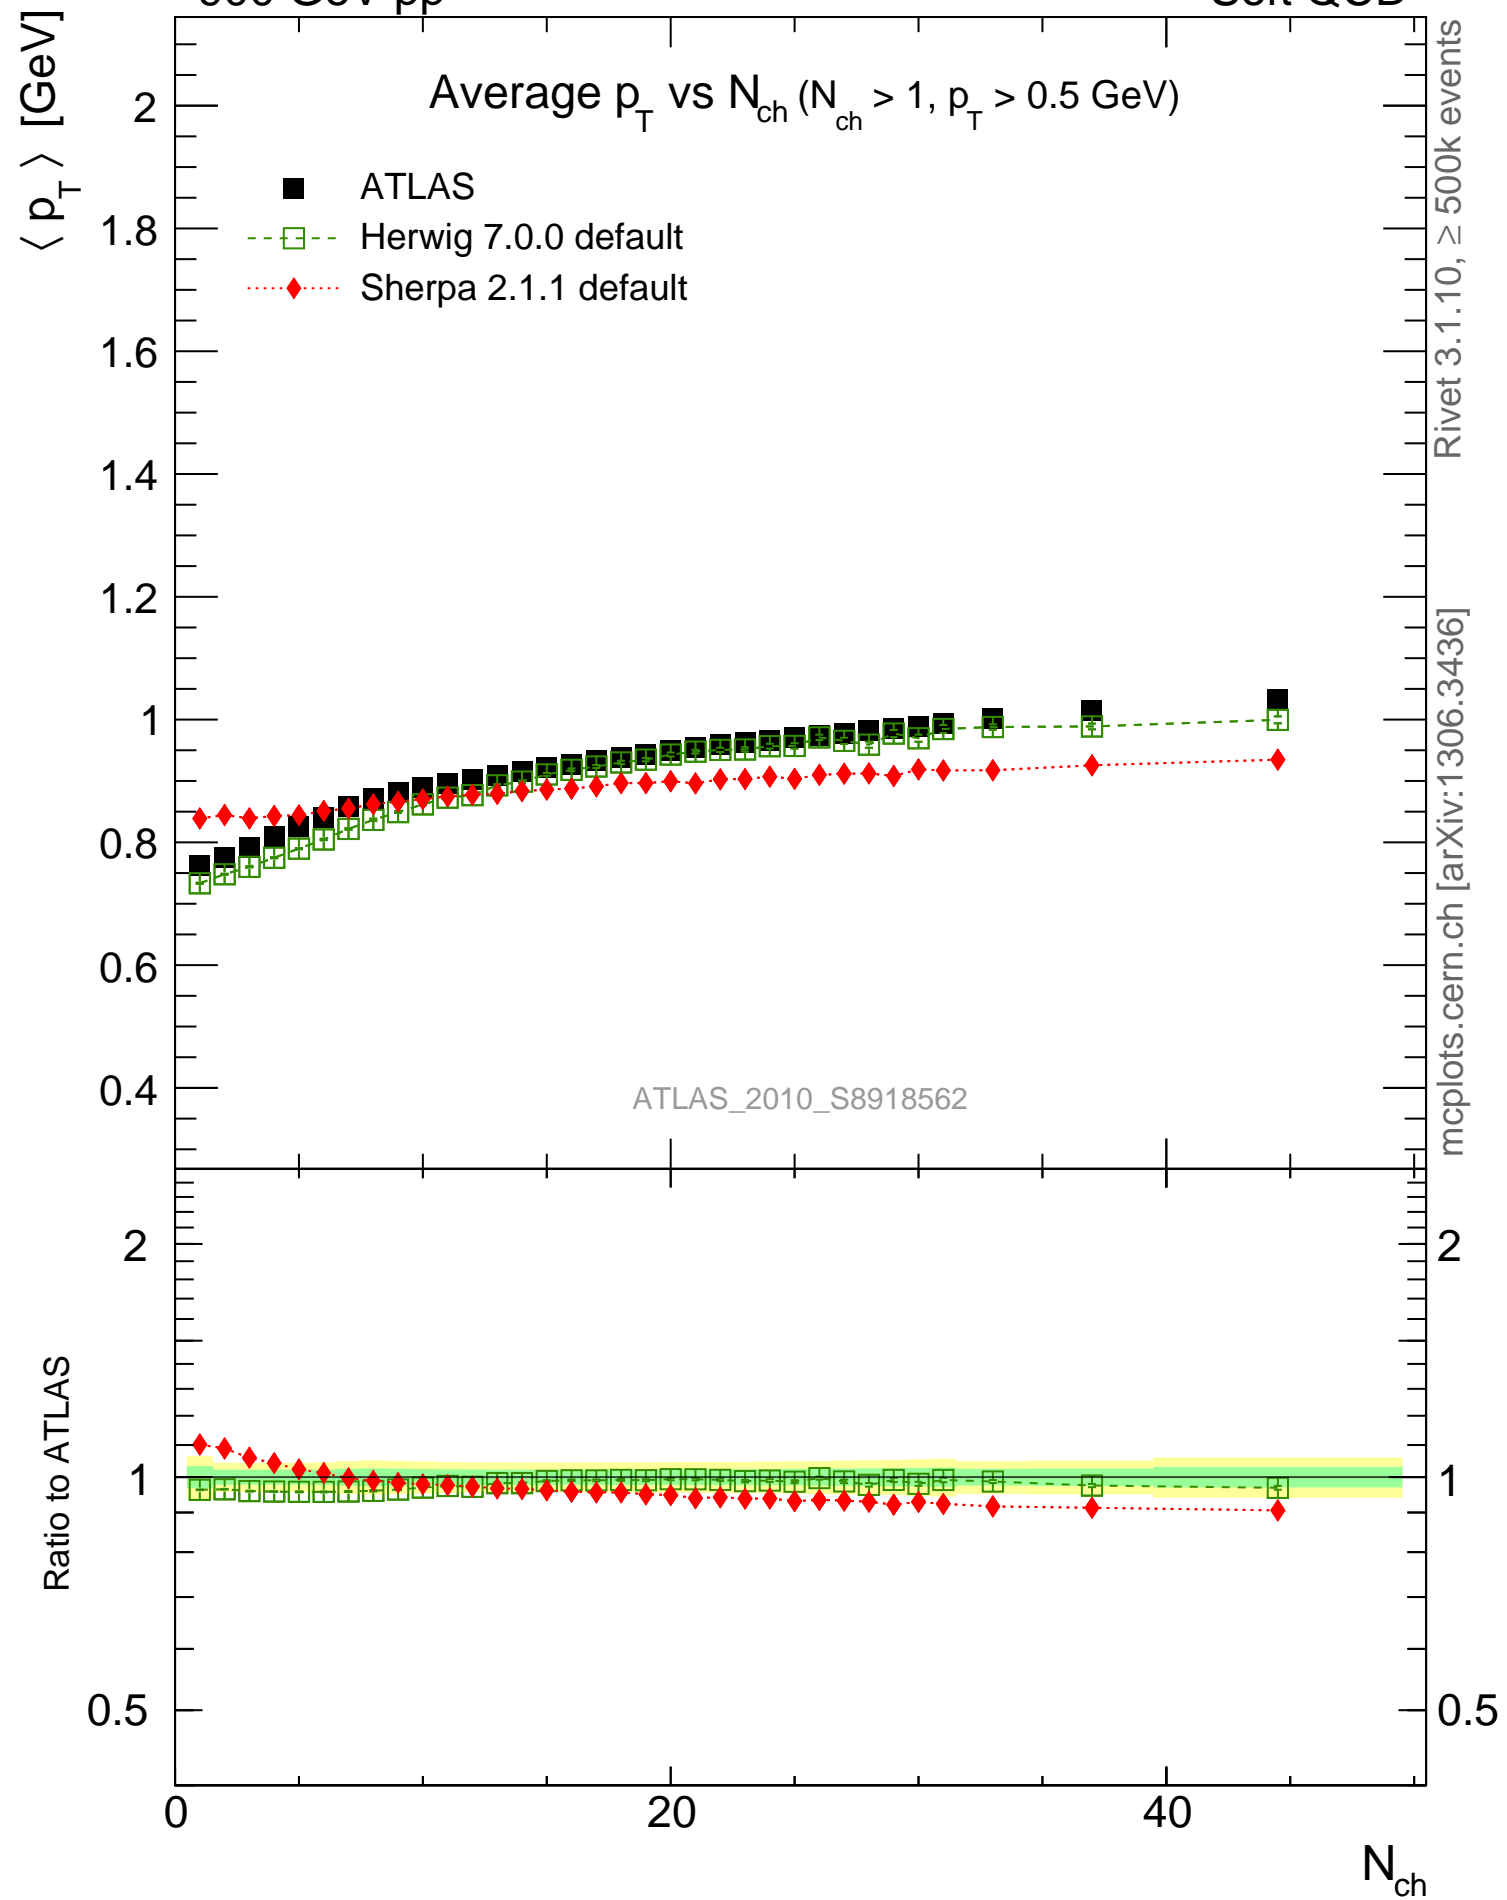 ⟨ p_T ⟩ [GeV]
Average p_T vs N_ch (N_ch > 1, p_T > 0.5 GeV)
ATLAS
Herwig 7.0.0 default
Sherpa 2.1.1 default
2
1.8
1.6
1.4
1.2
1
0.8
0.6
0.4
ATLAS_2010_S8918562
Rivet 3.1.10, ≥ 500k events
mcplots.cern.ch [arXiv:1306.3436]
Ratio to ATLAS
2
1
0.5
2
1
0.5
0 20 40
N_ch